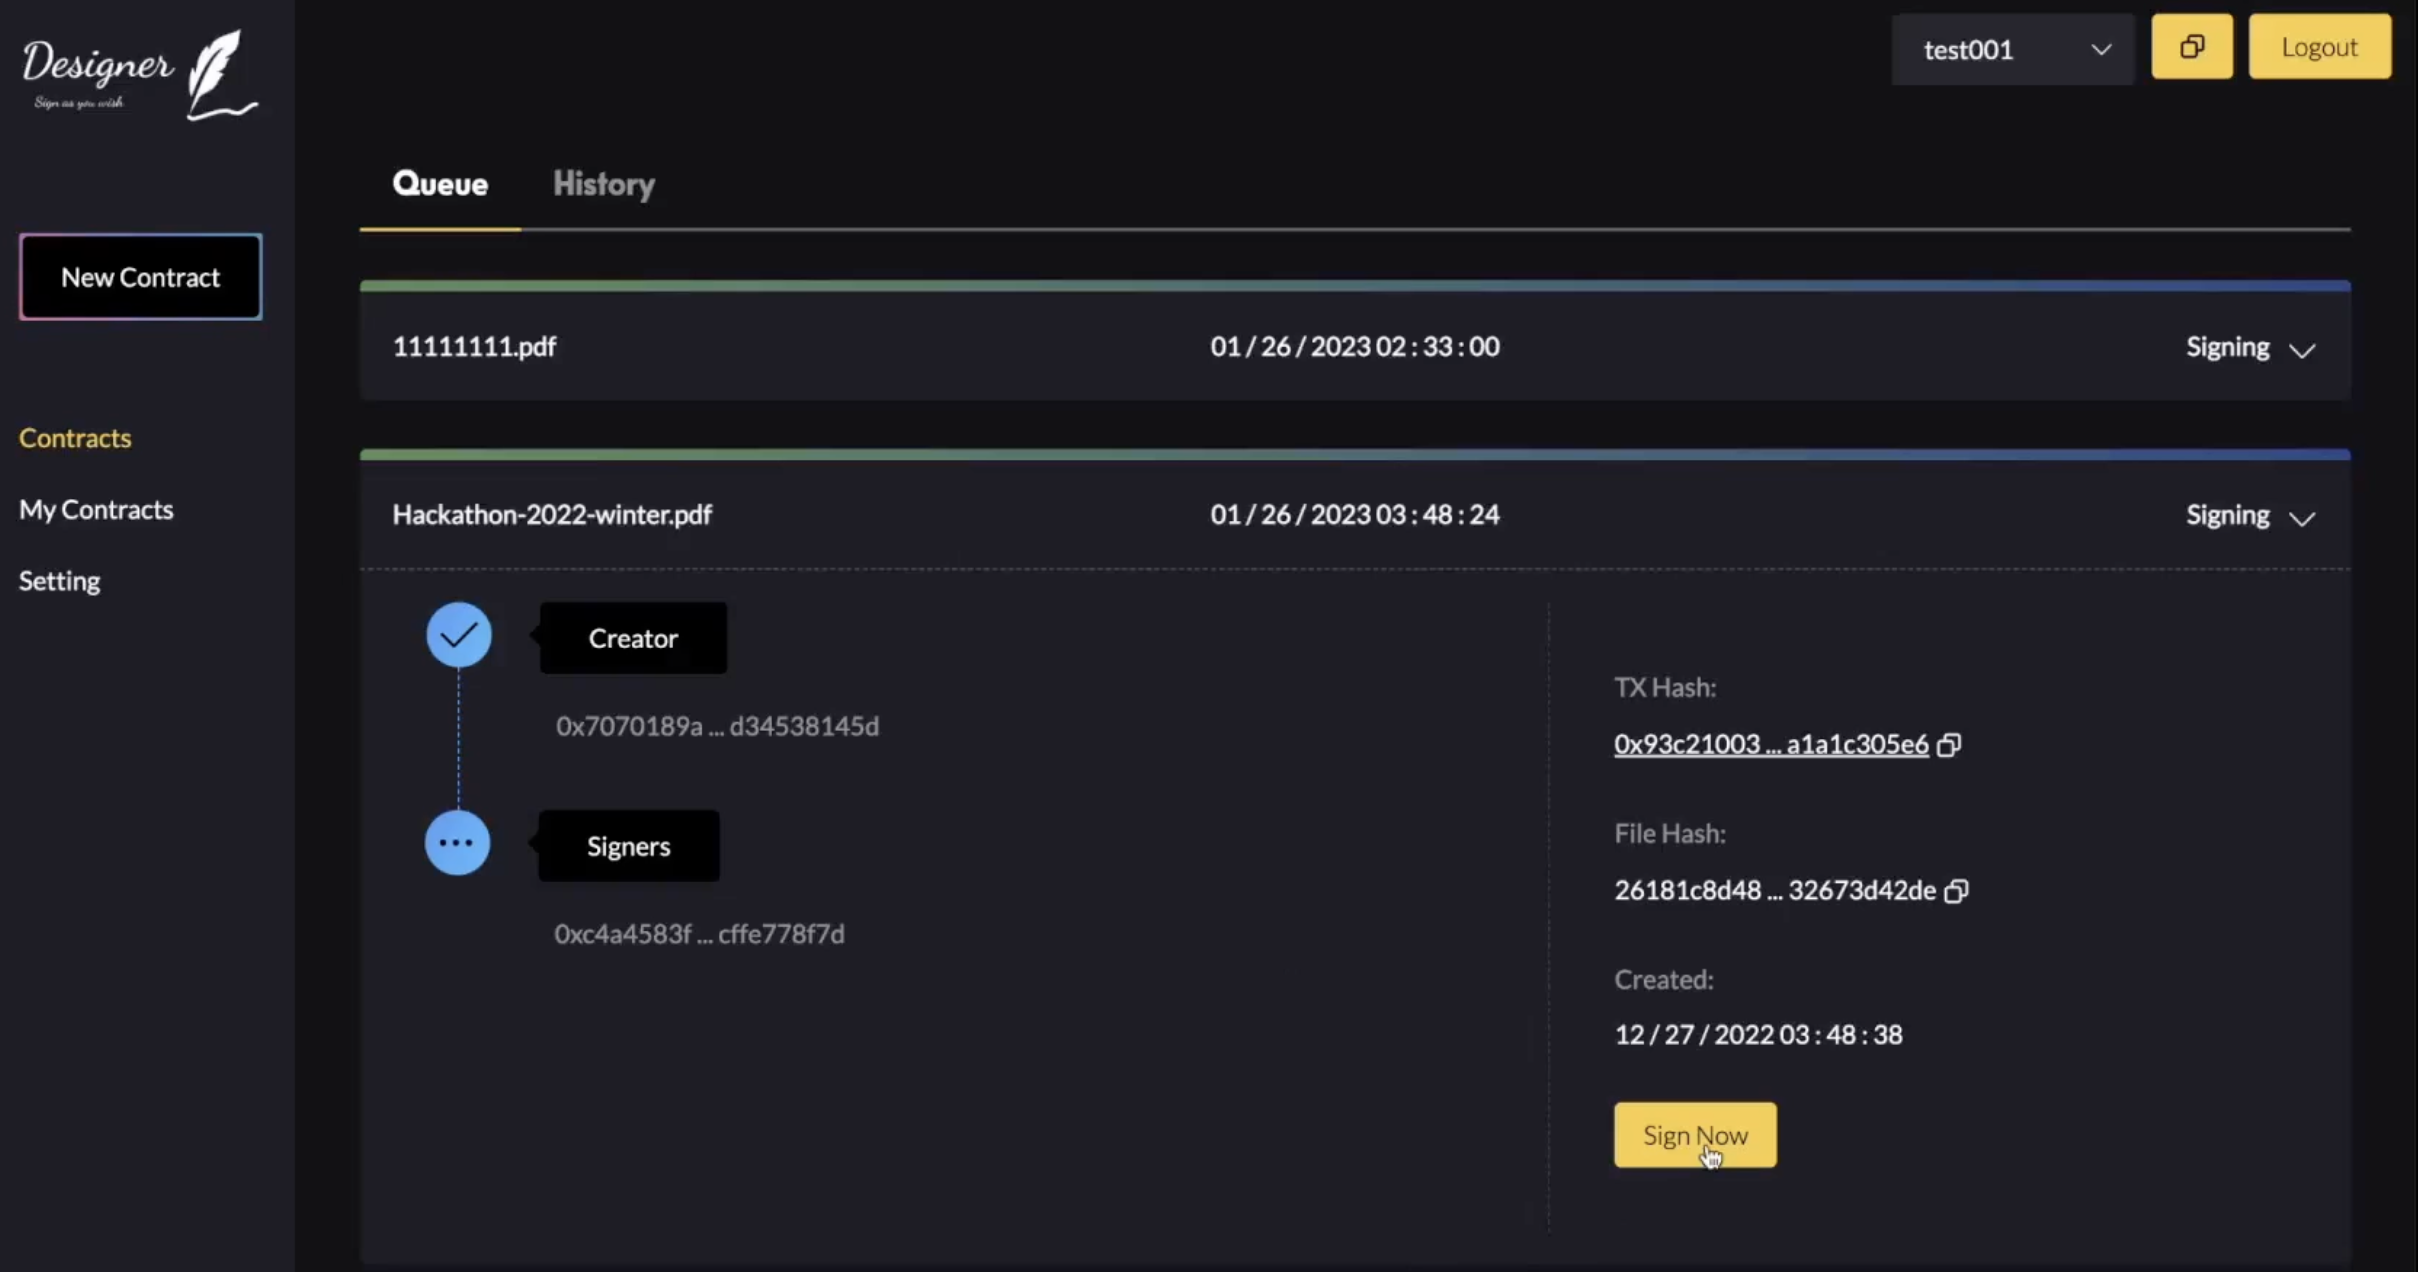 Designer
Sign as you wish
test001
Logout
Queue
History
New Contract
11111111.pdf
01/26/2023 02:33:00
Signing
Contracts
My Contracts
Setting
Hackathon-2022-winter.pdf
01/26/2023 03:48:24
Signing
Creator
0x7070189a ... d34538145d
Signers
0xc4a4583f ... cffe778f7d
TX Hash:
0x93c21003 ... a1a1c305e6
File Hash:
26181c8d48 ... 32673d42de
Created:
12/27/2022 03:48:38
Sign Now